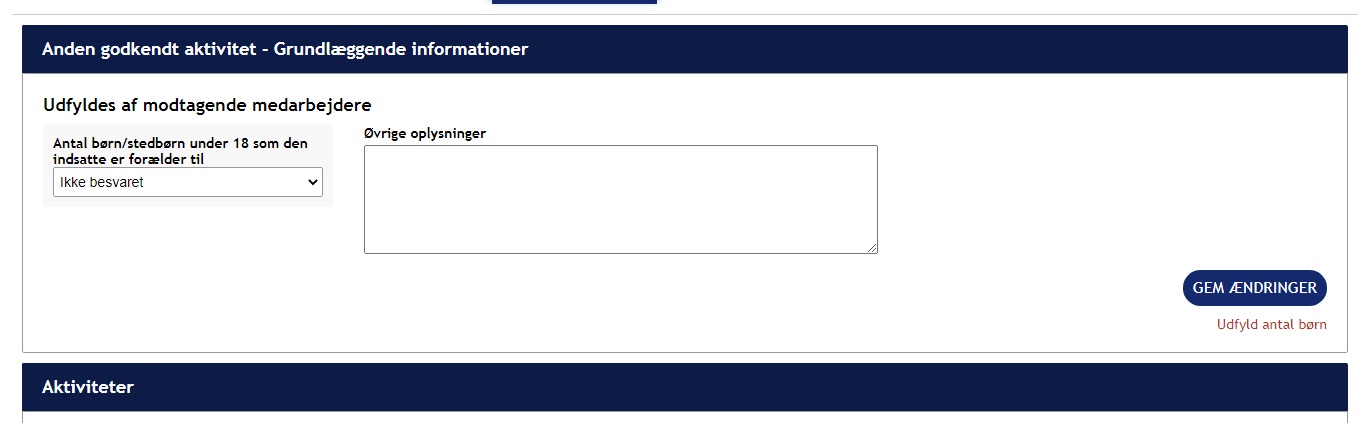 Anden godkendt aktivitet - Grundlæggende informationer
Udfyldes af modtagende medarbejdere
Antal børn/stedbørn under 18 som den
indsatte er forælder til
Ikke besvaret
Øvrige oplysninger
GEM ÆNDRINGER
Udfyld antal børn
Aktiviteter